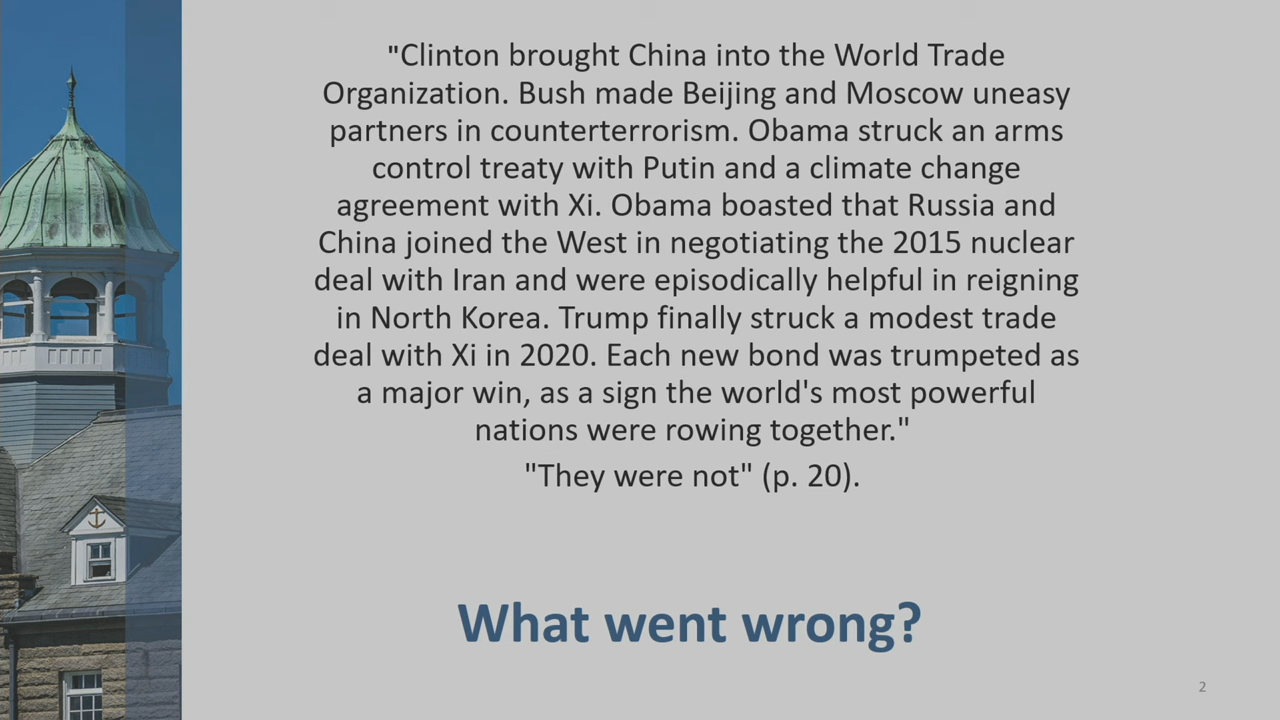 "Clinton brought China into the World Trade
Organization. Bush made Beijing and Moscow uneasy
partners in counterterrorism. Obama struck an arms
control treaty with Putin and a climate change
agreement with Xi. Obama boasted that Russia and
China joined the West in negotiating the 2015 nuclear
deal with Iran and were episodically helpful in reigning
in North Korea. Trump finally struck a modest trade
deal with Xi in 2020. Each new bond was trumpeted as
a major win, as a sign the world's most powerful
nations were rowing together."
"They were not" (p. 20).
What went wrong?
2